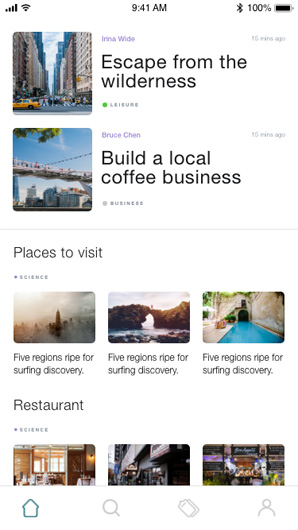 9:41 AM
100%
Irina Wide
15 mins ago
Escape from the
wilderness
LEISURE
Bruce Chen
15 mins ago
Build a local
coffee business
BUSINESS
Places to visit
SCIENCE
Five regions ripe for
surfing discovery.
Five regions ripe for
surfing discovery.
Five regions ripe for
surfing discovery.
Restaurant
SCIENCE